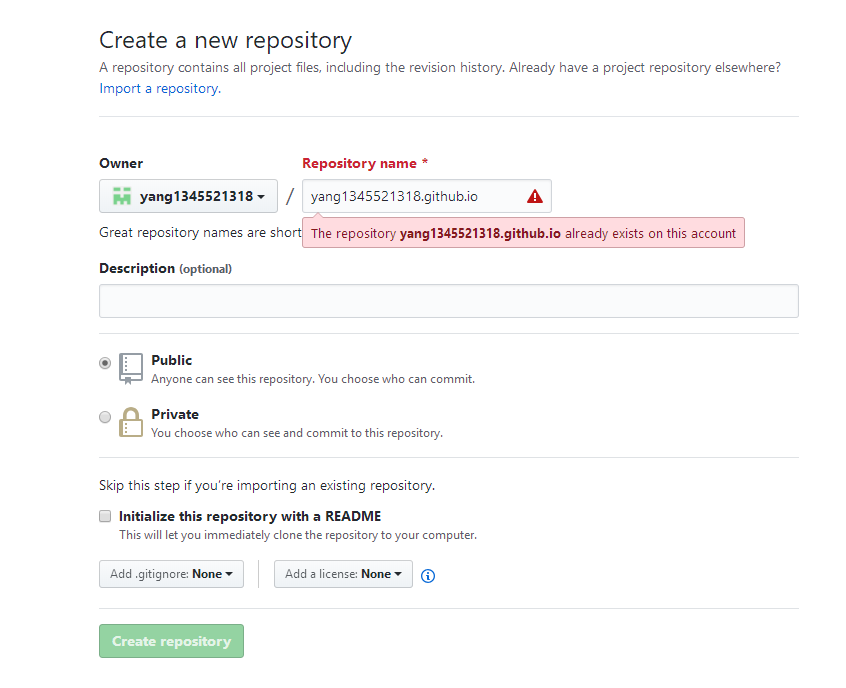 Create a new repository
A repository contains all project files, including the revision history. Already have a project repository elsewhere?
Import a repository.
Owner
Repository name *
yang1345521318 / yang1345521318.github.io
Great repository names are short
The repository yang1345521318.github.io already exists on this account
Description (optional)
Public
Anyone can see this repository. You choose who can commit.
Private
You choose who can see and commit to this repository.
Skip this step if you're importing an existing repository.
Initialize this repository with a README
This will let you immediately clone the repository to your computer.
Add .gitignore: None
Add a license: None
Create repository